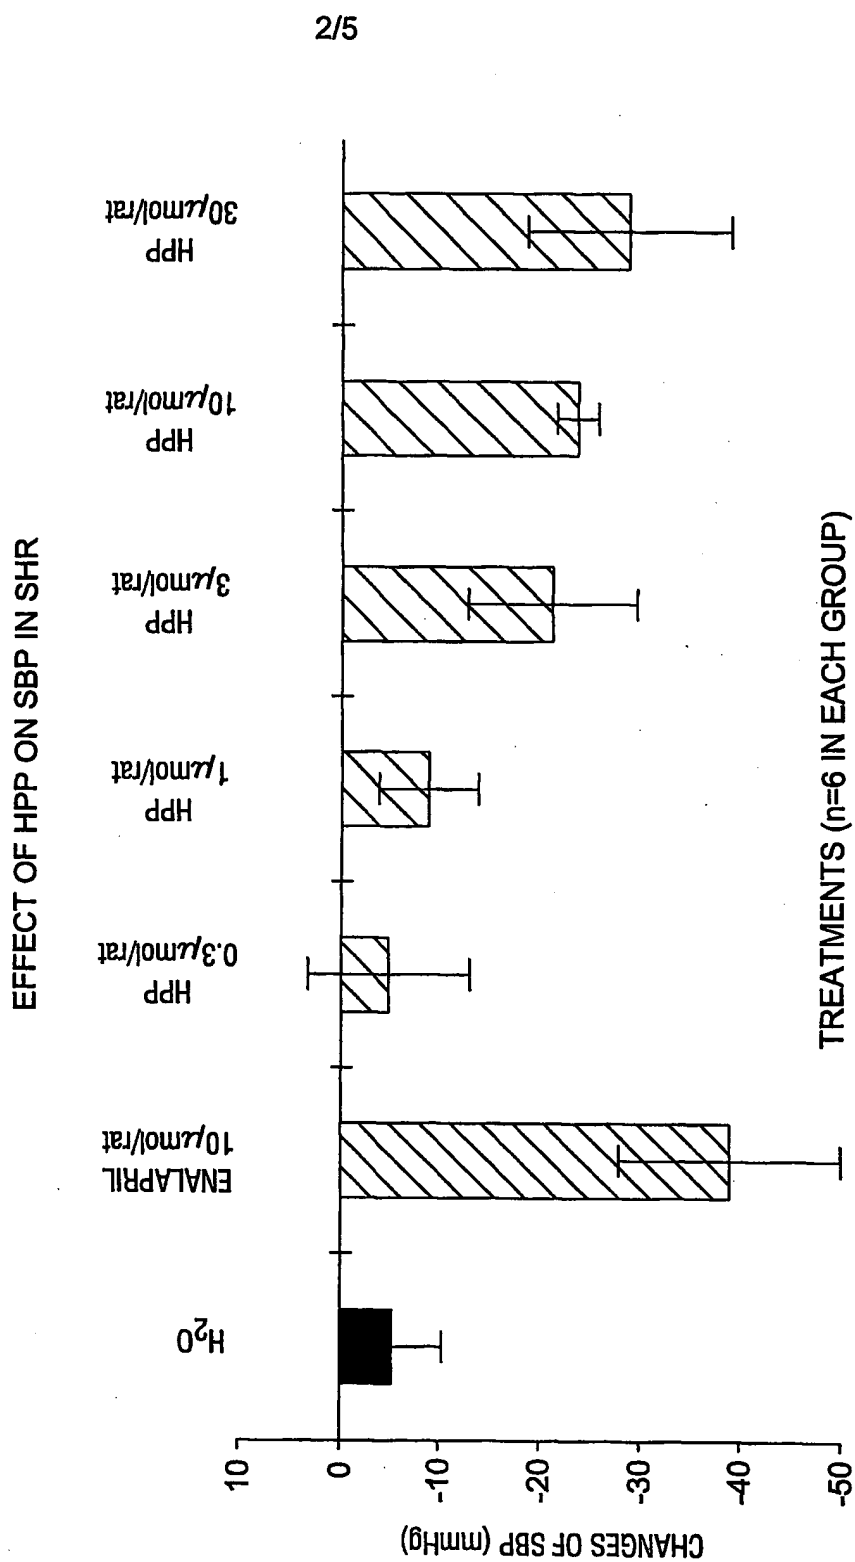 2/5
EFFECT OF HPP ON SBP IN SHR
H₂O
ENALAPRIL
10µmol/rat
HPP
0.3µmol/rat
HPP
1µmol/rat
HPP
3µmol/rat
HPP
10µmol/rat
HPP
30µmol/rat
CHANGES OF SBP (mmHg)
10
0
-10
-20
-30
-40
-50
TREATMENTS (n=6 IN EACH GROUP)